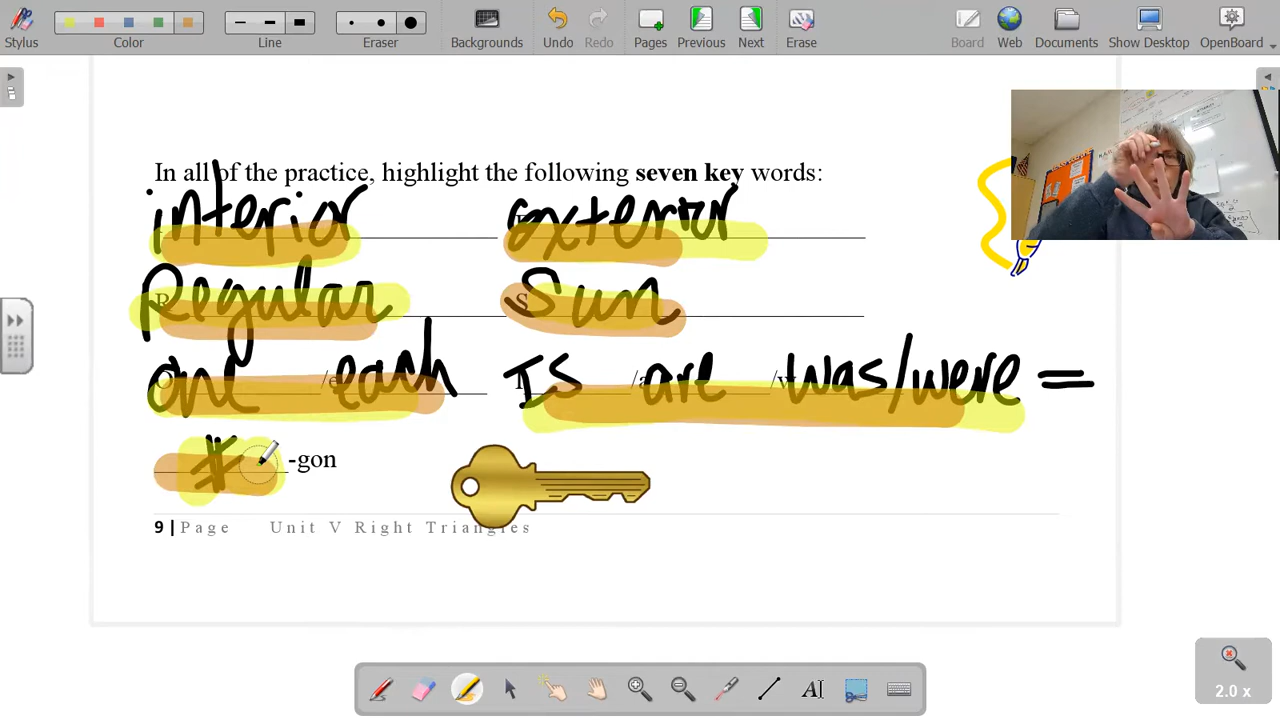 Stylus Color Line Eraser Backgrounds Undo Redo Pages Previous Next Erase Board Web Documents Show Desktop OpenBoard
In all of the practice, highlight the following seven key words:
interior exterior
Regular Sum
one /each Is /are /was/were =
# -gon
9 | Page Unit V Right Triangles
2.0 x